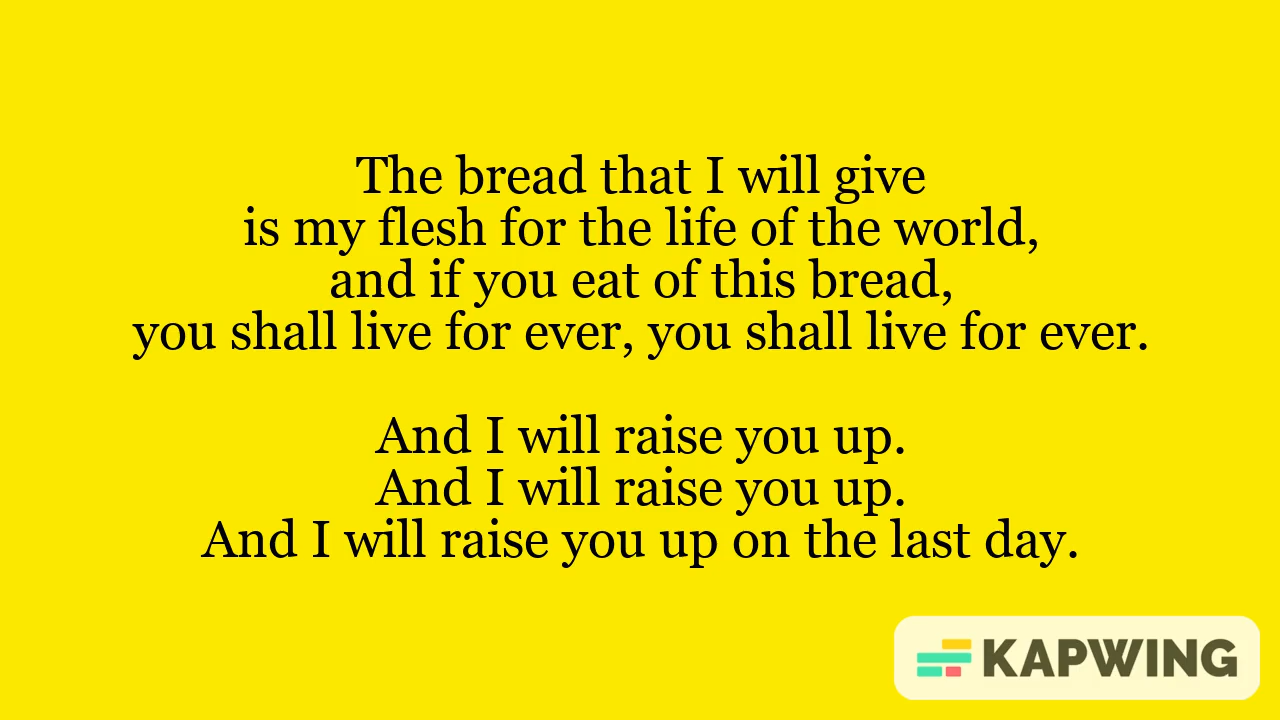 The bread that I will give
is my flesh for the life of the world,
and if you eat of this bread,
you shall live for ever, you shall live for ever.
And I will raise you up.
And I will raise you up.
And I will raise you up on the last day.
KAPWING